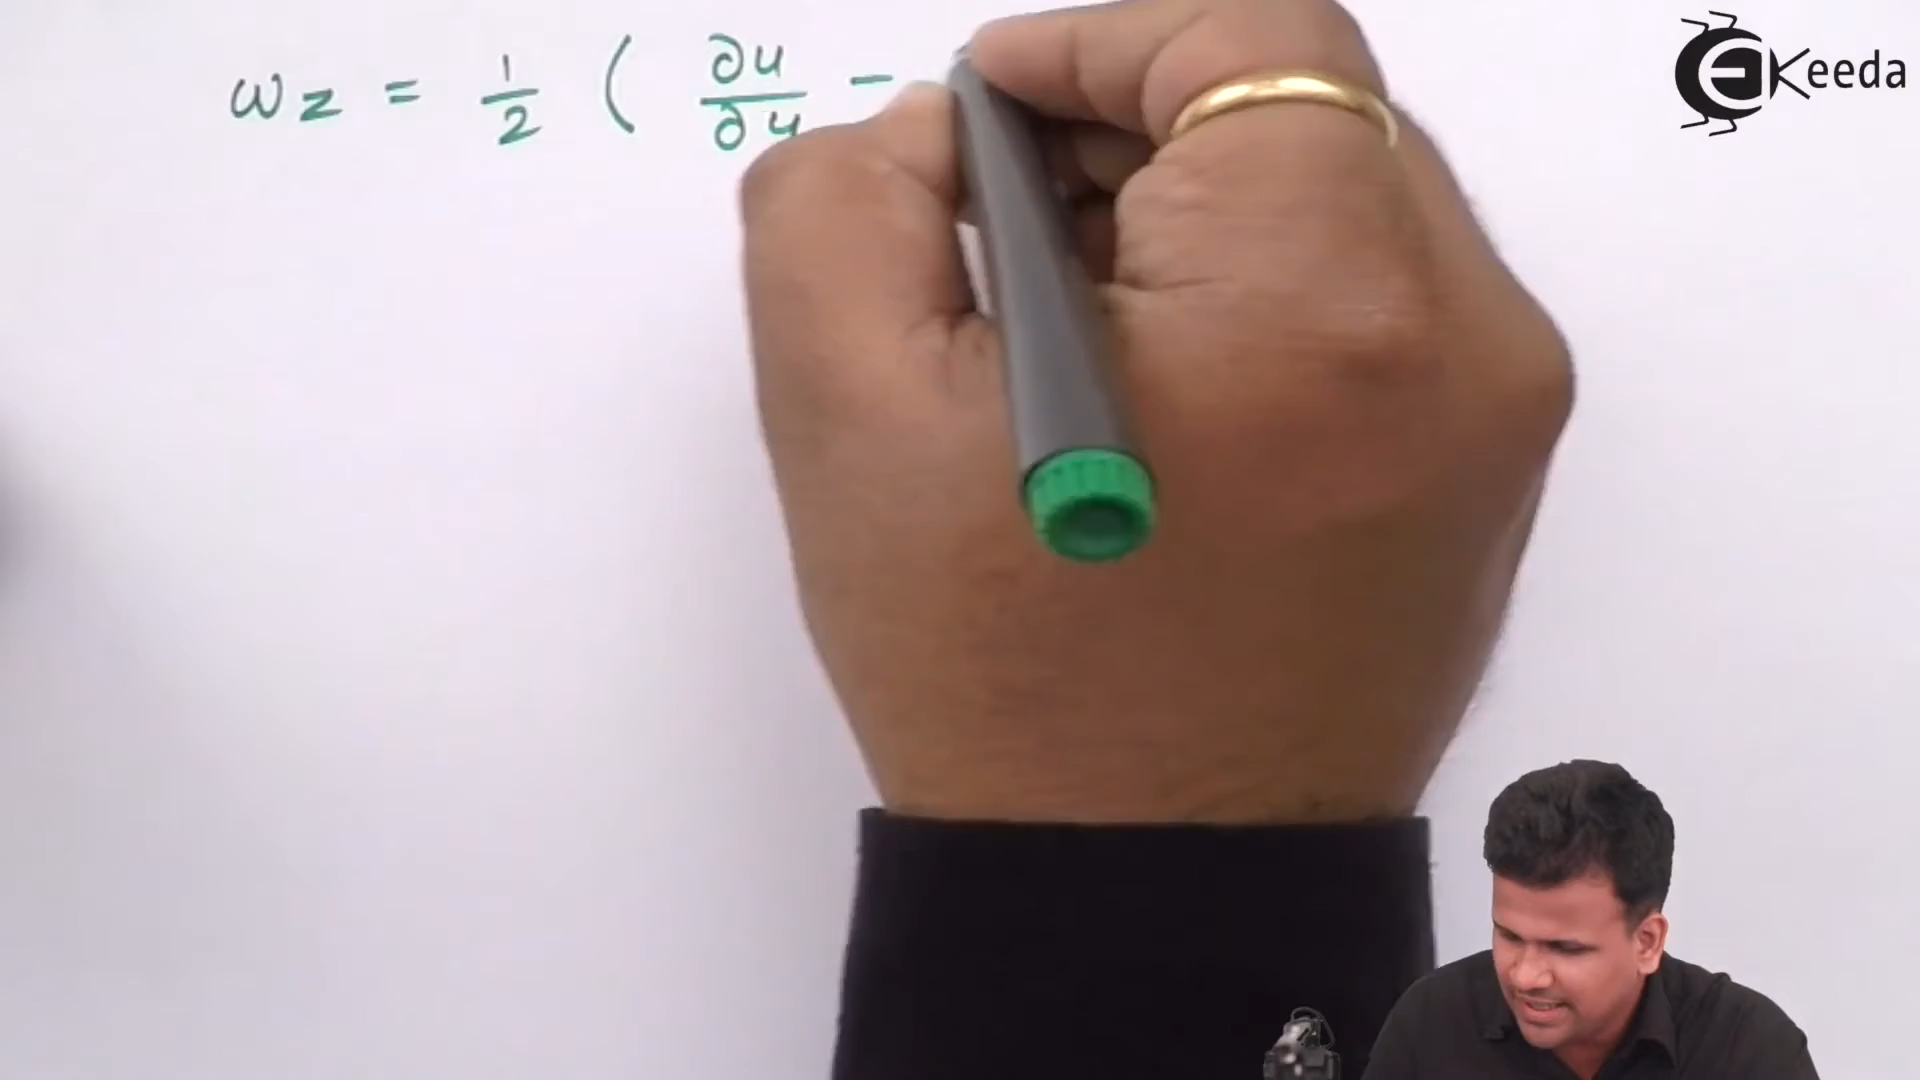 ωz = 1/2 ( ∂u/∂y -
EKeeda